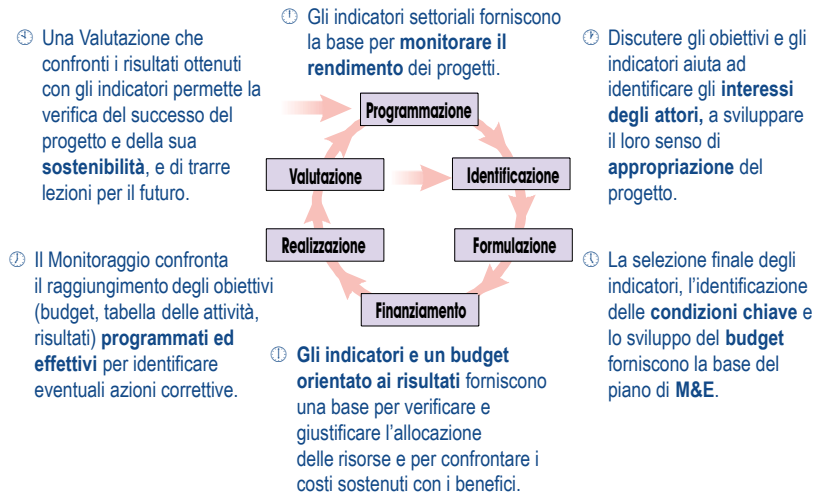 Gli indicatori settoriali forniscono
la base per monitorare il
rendimento dei progetti.
Una Valutazione che
confronti i risultati ottenuti
con gli indicatori permette la
verifica del successo del
progetto e della sua
sostenibilità, e di trarre
lezioni per il futuro.
Discutere gli obiettivi e gli
indicatori aiuta ad
identificare gli interessi
degli attori, a sviluppare
il loro senso di
appropriazione del
progetto.
Programmazione
Valutazione
Identificazione
Realizzazione
Formulazione
Finanziamento
Il Monitoraggio confronta
il raggiungimento degli obiettivi
(budget, tabella delle attività,
risultati) programmati ed
effettivi per identificare
eventuali azioni correttive.
La selezione finale degli
indicatori, l'identificazione
delle condizioni chiave e
lo sviluppo del budget
forniscono la base del
piano di M&E.
Gli indicatori e un budget
orientato ai risultati forniscono
una base per verificare e
giustificare l'allocazione
delle risorse e per confrontare i
costi sostenuti con i benefici.